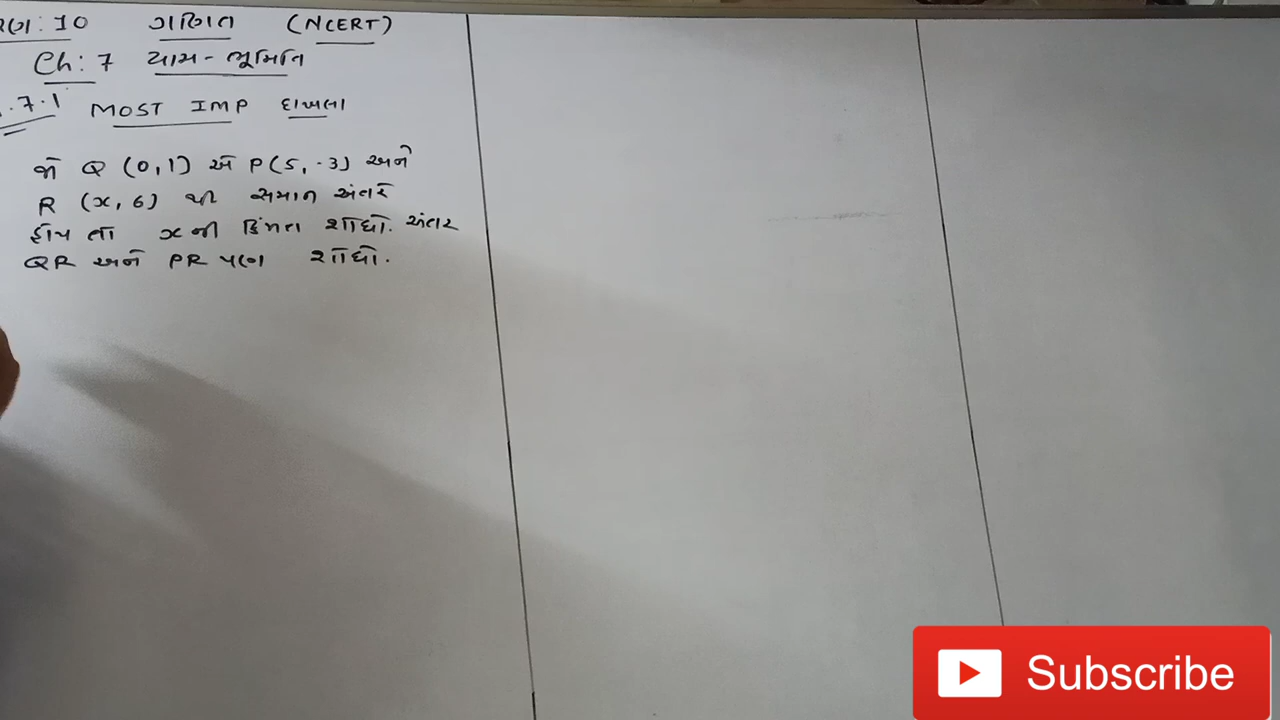 રણ: 10 ગણિત (NCERT)
Ch: 7 યામ - ભૂમિતિ
.7.1 MOST IMP દાખલા
જો Q (0,1) એ P(5, -3) અને
R (x, 6) થી સમાન અંતરે
હોય તો x ની કિંમત શોધો. અંતર
QR અને PR પણ શોધો.
Subscribe